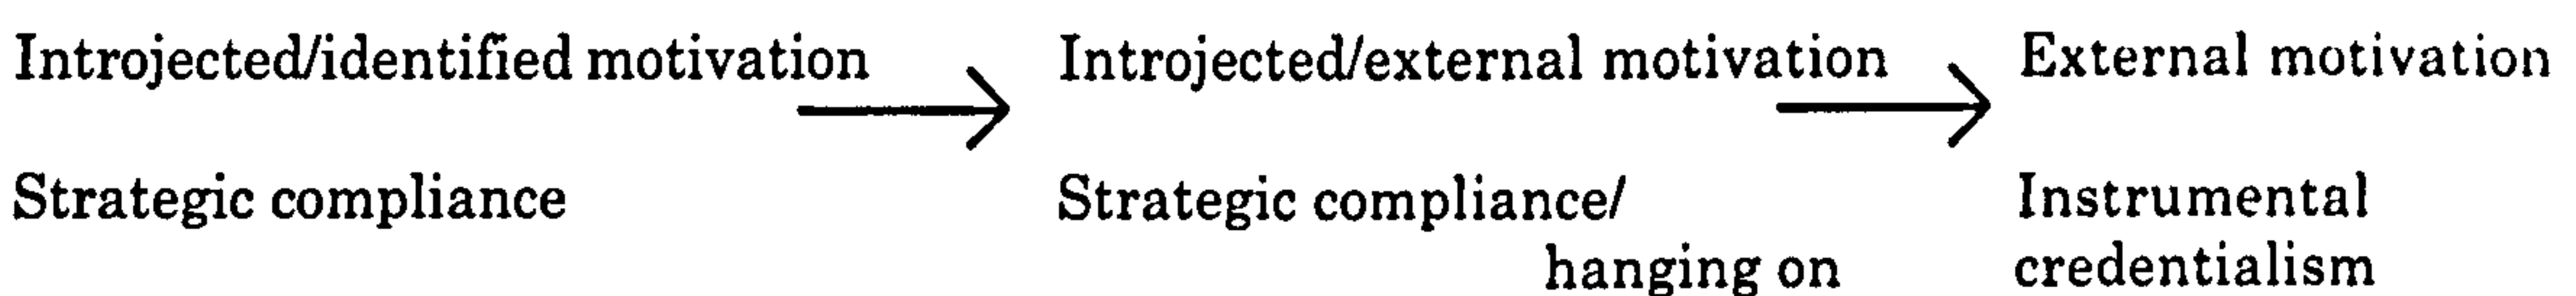 Introjected/identified motivation
Introjected/external motivation
External motivation
Strategic compliance
Strategic compliance/
hanging on
Instrumental
credentialism